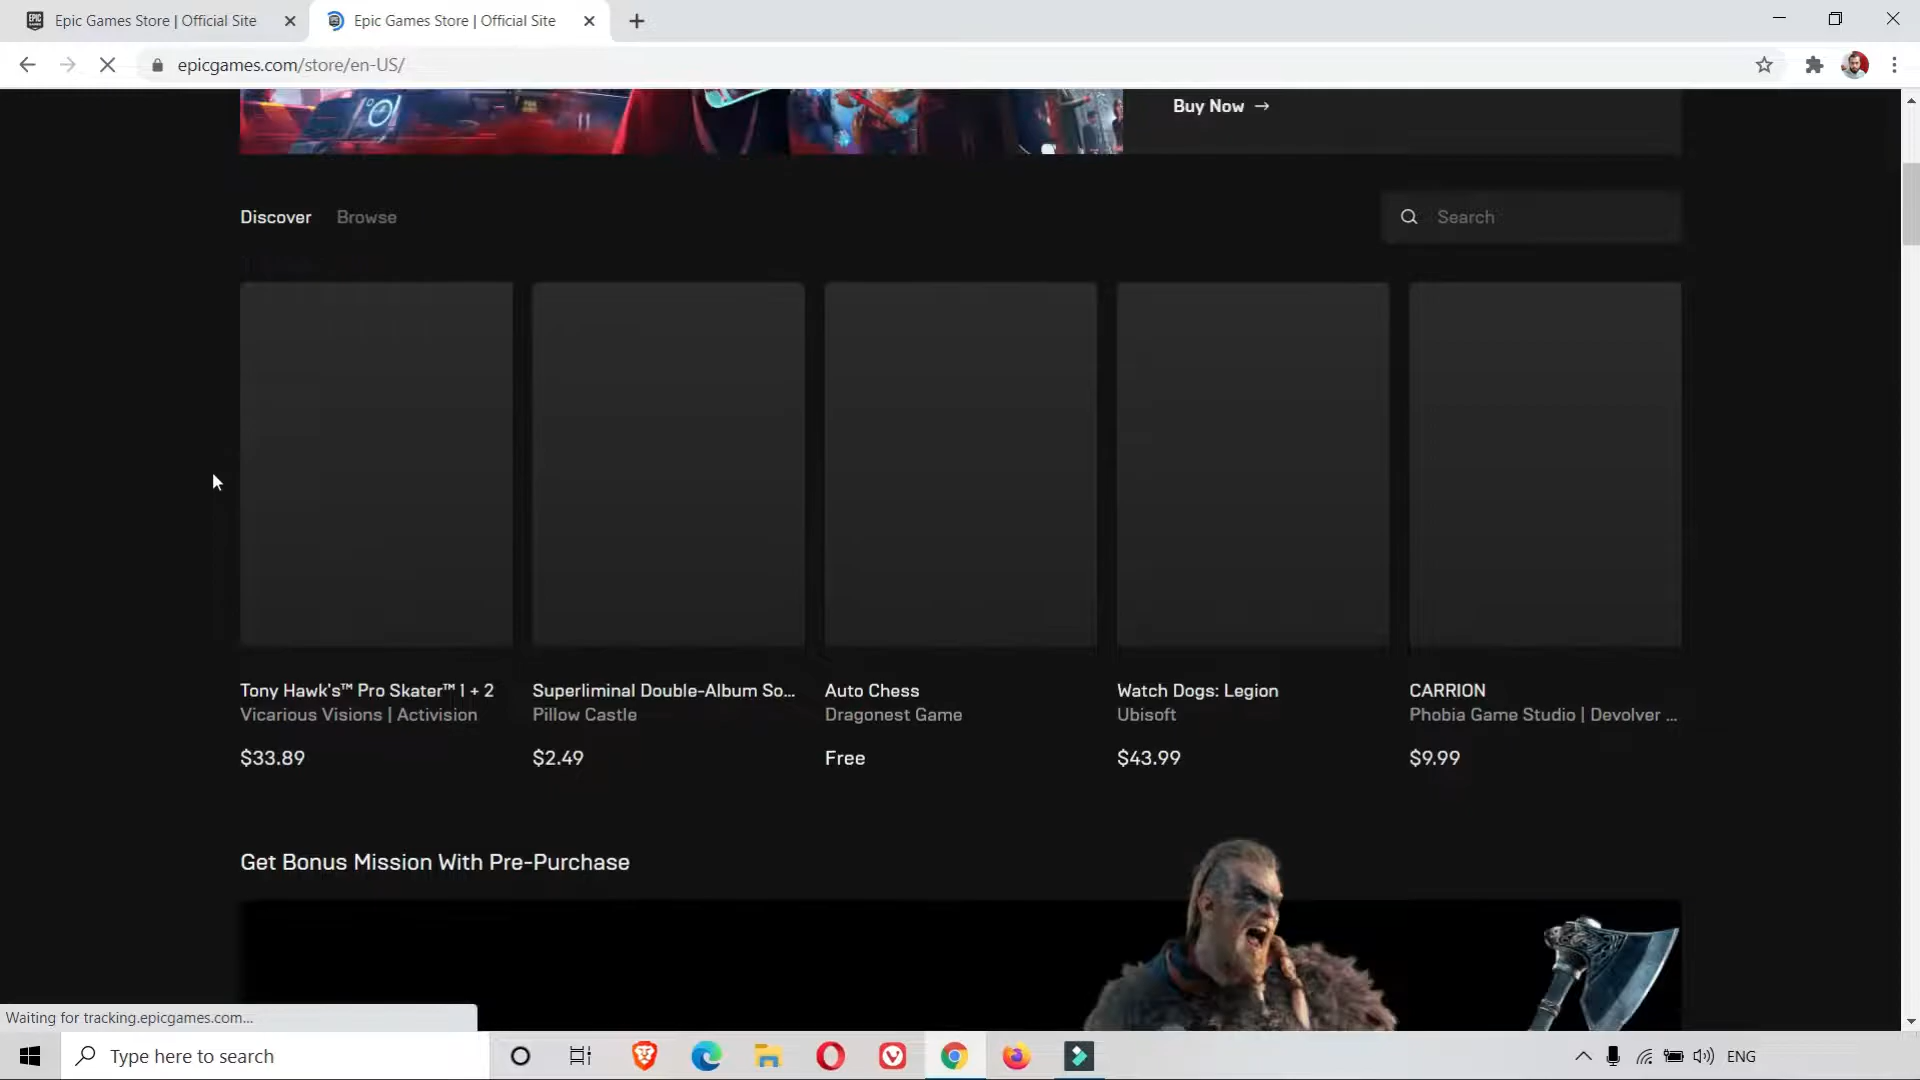 Epic Games Store | Official Site
Epic Games Store | Official Site
epicgames.com/store/en-US/
Buy Now →
Discover Browse
Search
Tony Hawk's™ Pro Skater™ 1 + 2
Vicarious Visions | Activision
$33.89
Superliminal Double-Album So...
Pillow Castle
$2.49
Auto Chess
Dragonest Game
Free
Watch Dogs: Legion
Ubisoft
$43.99
CARRION
Phobia Game Studio | Devolver ...
$9.99
Get Bonus Mission With Pre-Purchase
Waiting for tracking.epicgames.com...
Type here to search
ENG